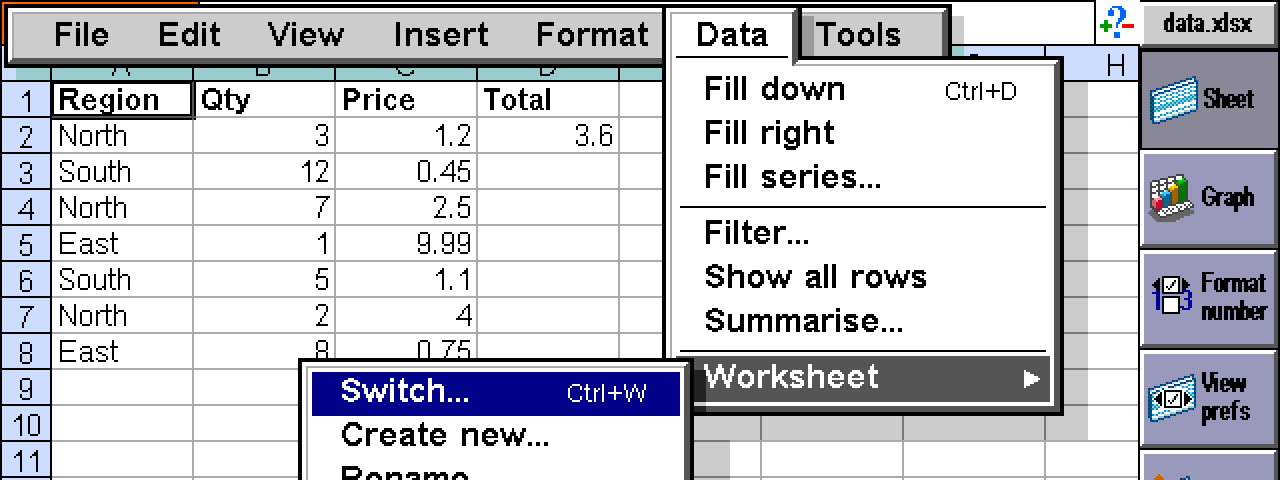 File Edit View Insert Format Data Tools
data.xlsx
A B C D H
1 Region Qty Price Total
2 North 3 1.2 3.6
3 South 12 0.45
4 North 7 2.5
5 East 1 9.99
6 South 5 1.1
7 North 2 4
8 East 8 0.75
9
10
11
Fill down Ctrl+D
Fill right
Fill series...
Filter...
Show all rows
Summarise...
Worksheet
Switch... Ctrl+W
Create new...
Rename
Sheet
Graph
Format
number
View
prefs